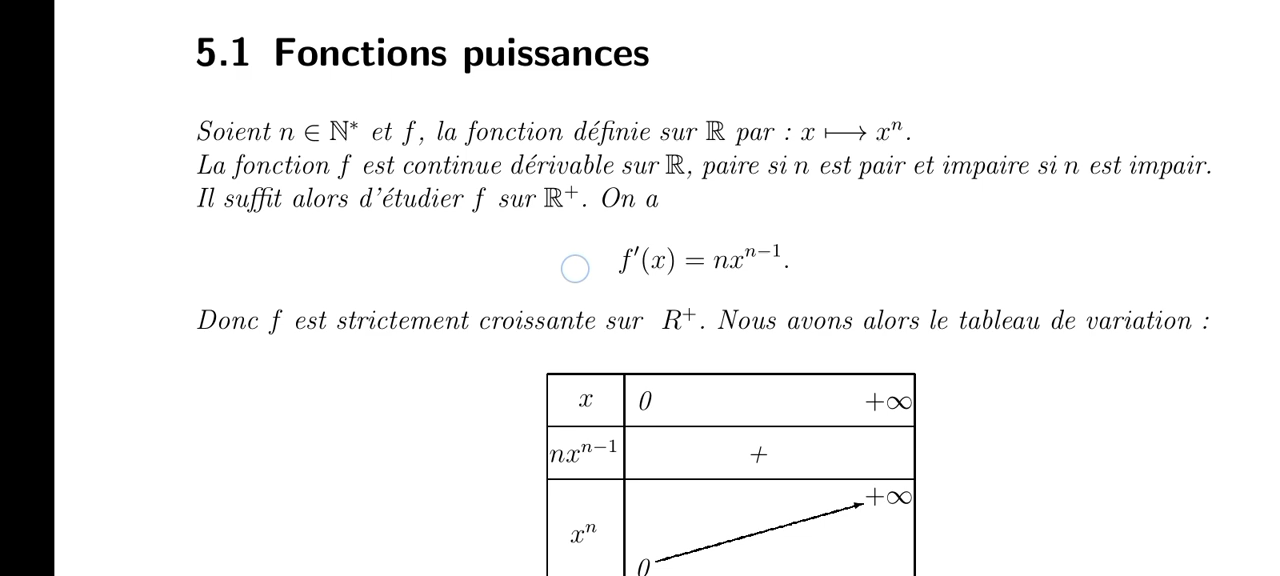 5.1 Fonctions puissances
Soient n ∈ ℕ* et f, la fonction définie sur ℝ par : x ⟼ xⁿ.
La fonction f est continue dérivable sur ℝ, paire si n est pair et impaire si n est impair.
Il suffit alors d'étudier f sur ℝ⁺. On a
f′(x) = nxⁿ⁻¹.
Donc f est strictement croissante sur R⁺. Nous avons alors le tableau de variation :
x 0 +∞
nxⁿ⁻¹ +
+∞
xⁿ
0